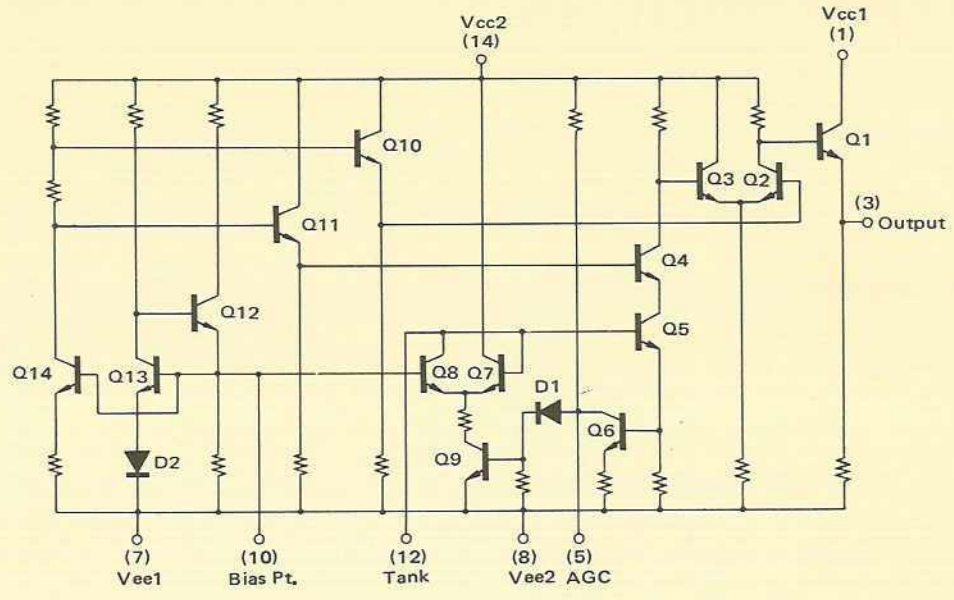 Vcc2
(14)
Vcc1
(1)
Q10
Q1
Q3
Q2
(3)
Output
Q11
Q4
Q12
Q5
Q14
Q13
Q8
Q7
D1
Q6
D2
Q9
(7)
Vee1
(10)
Bias Pt.
(12)
Tank
(8)
Vee2
(5)
AGC